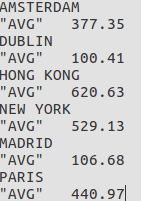 AMSTERDAM
"AVG" 377.35
DUBLIN
"AVG" 100.41
HONG KONG
"AVG" 620.63
NEW YORK
"AVG" 529.13
MADRID
"AVG" 106.68
PARIS
"AVG" 440.97